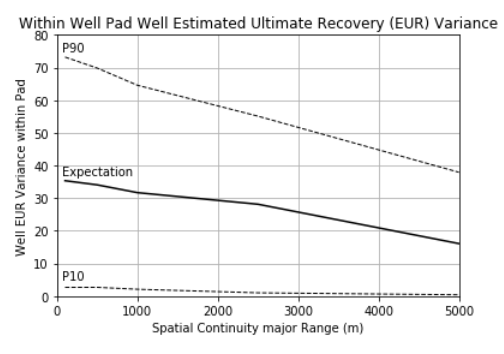 Within Well Pad Well Estimated Ultimate Recovery (EUR) Variance
80
70
60
50
40
30
20
10
0
Well EUR Variance within Pad
P90
Expectation
P10
0 1000 2000 3000 4000 5000
Spatial Continuity major Range (m)